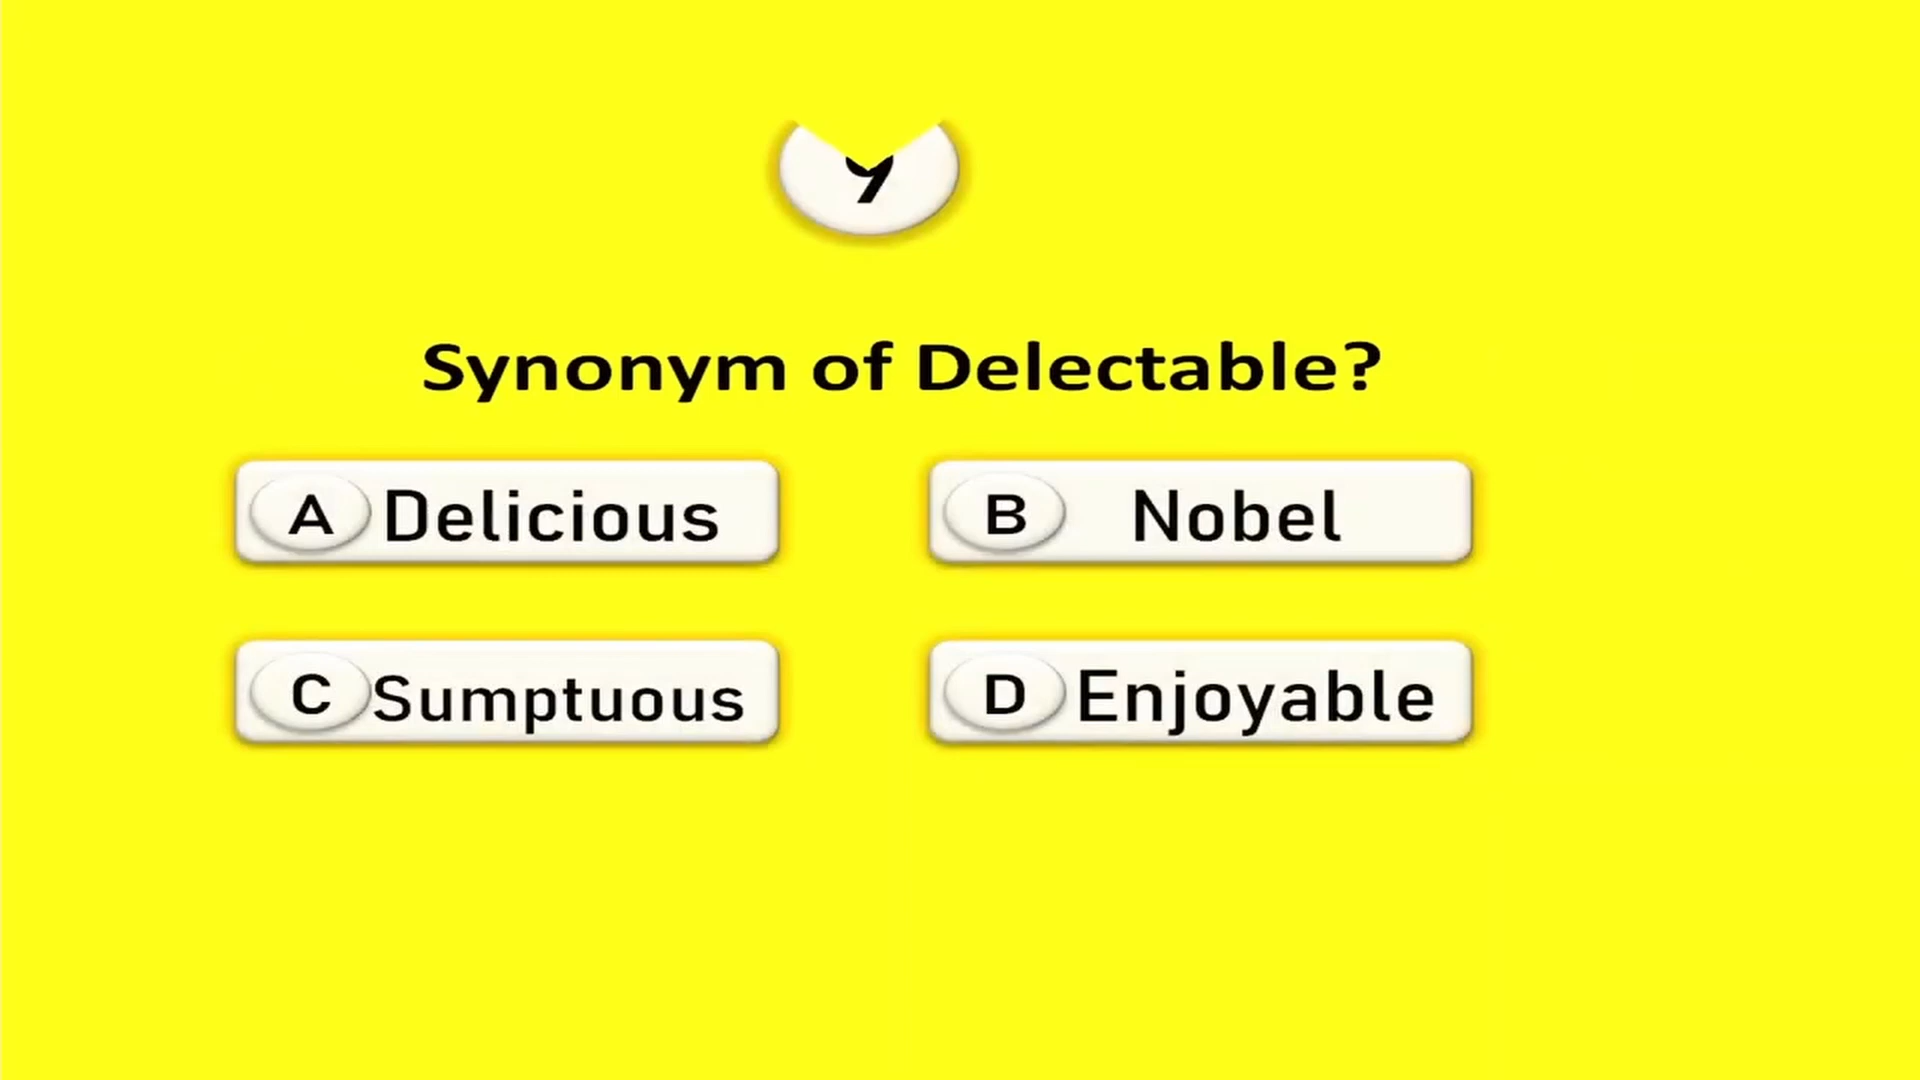 Synonym of Delectable?
A Delicious
B Nobel
C Sumptuous
D Enjoyable